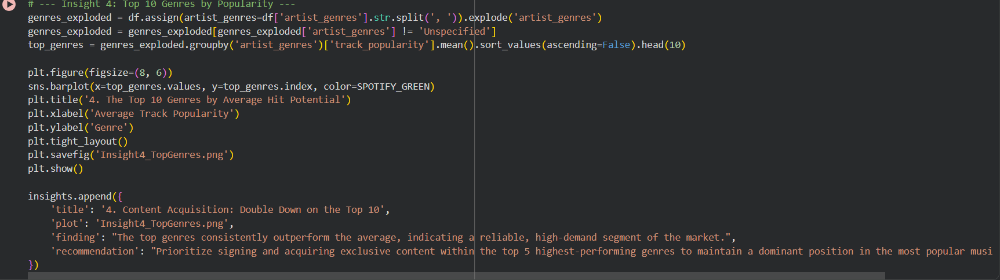 # --- Insight 4: Top 10 Genres by Popularity ---
genres_exploded = df.assign(artist_genres=df['artist_genres'].str.split(', ')).explode('artist_genres')
genres_exploded = genres_exploded[genres_exploded['artist_genres'] != 'Unspecified']
top_genres = genres_exploded.groupby('artist_genres')['track_popularity'].mean().sort_values(ascending=False).head(10)

plt.figure(figsize=(8, 6))
sns.barplot(x=top_genres.values, y=top_genres.index, color=SPOTIFY_GREEN)
plt.title('4. The Top 10 Genres by Average Hit Potential')
plt.xlabel('Average Track Popularity')
plt.ylabel('Genre')
plt.tight_layout()
plt.savefig('Insight4_TopGenres.png')
plt.show()

insights.append({
    'title': '4. Content Acquisition: Double Down on the Top 10',
    'plot': 'Insight4_TopGenres.png',
    'finding': "The top genres consistently outperform the average, indicating a reliable, high-demand segment of the market.",
    'recommendation': "Prioritize signing and acquiring exclusive content within the top 5 highest-performing genres to maintain a dominant position in the most popular musi
})